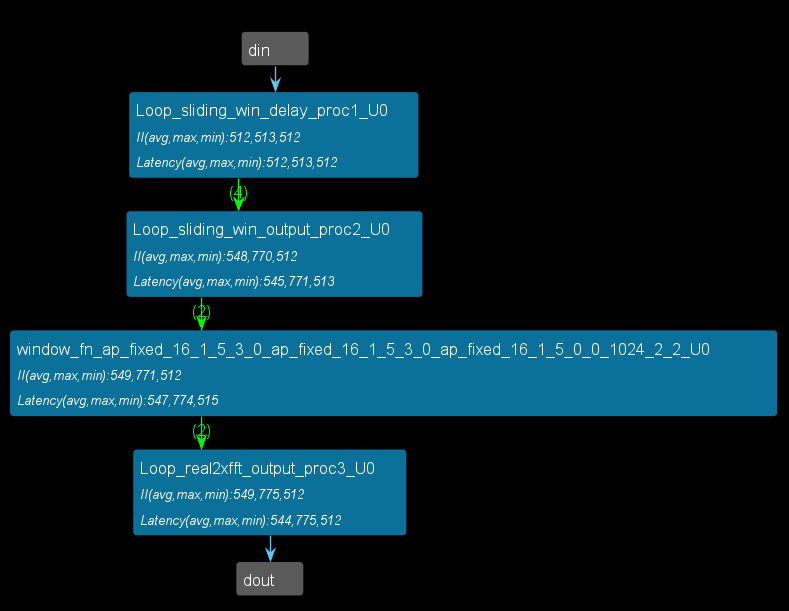 din
Loop_sliding_win_delay_proc1_U0
II(avg,max,min):512,513,512
Latency(avg,max,min):512,513,512
(4)
Loop_sliding_win_output_proc2_U0
II(avg,max,min):548,770,512
Latency(avg,max,min):545,771,513
(2)
window_fn_ap_fixed_16_1_5_3_0_ap_fixed_16_1_5_3_0_ap_fixed_16_1_5_0_0_1024_2_2_U0
II(avg,max,min):549,771,512
Latency(avg,max,min):547,774,515
(2)
Loop_real2xfft_output_proc3_U0
II(avg,max,min):549,775,512
Latency(avg,max,min):544,775,512
dout